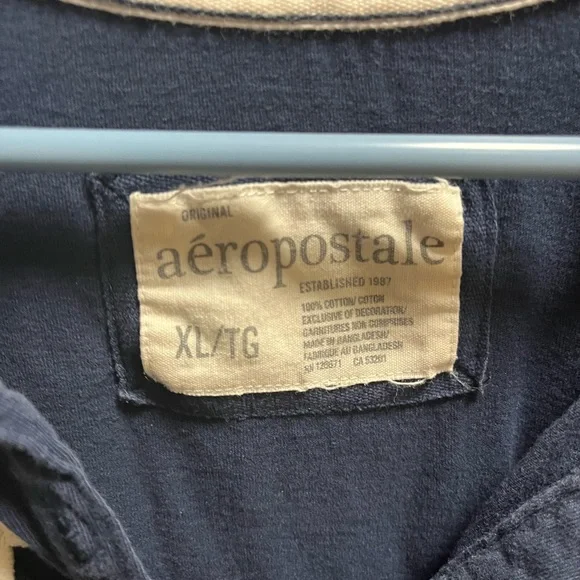 ORIGINAL
aéropostale
ESTABLISHED 1987
XL/TG
100% COTTON/ COTON
EXCLUSIVE OF DECORATION/
GARNITURES NON COMPRISES
MADE IN BANGLADESH/
FABRIQUE AU BANGLADESH
CA 53201